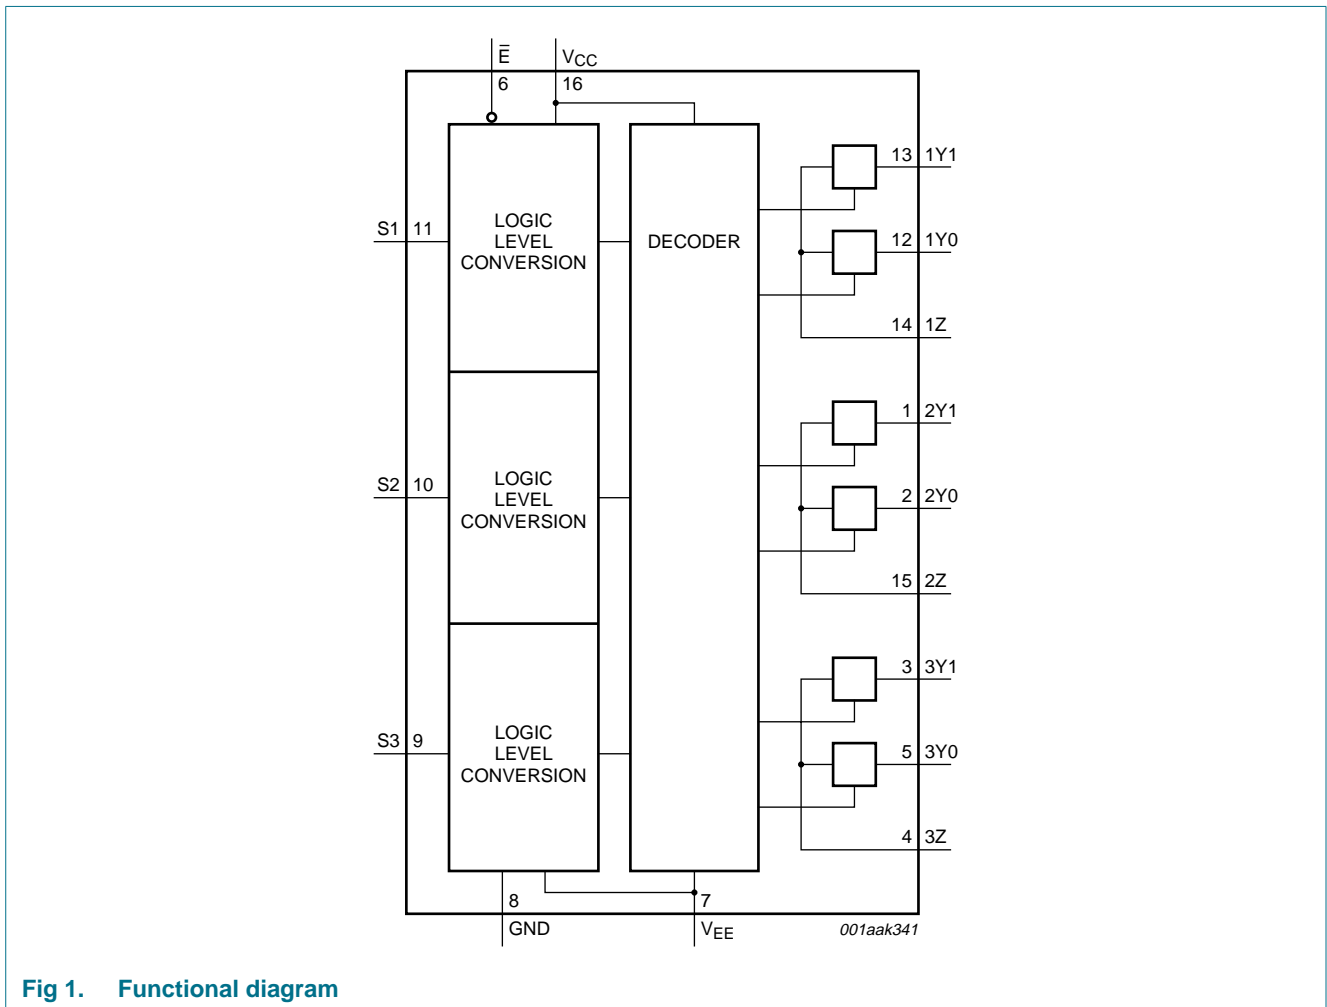 E̅ VCC
6 16
13 1Y1
S1 11
LOGIC
LEVEL
CONVERSION
DECODER
12 1Y0
14 1Z
1 2Y1
S2 10
LOGIC
LEVEL
CONVERSION
2 2Y0
15 2Z
3 3Y1
S3 9
LOGIC
LEVEL
CONVERSION
5 3Y0
4 3Z
8 7
GND VEE 001aak341
Fig 1. Functional diagram